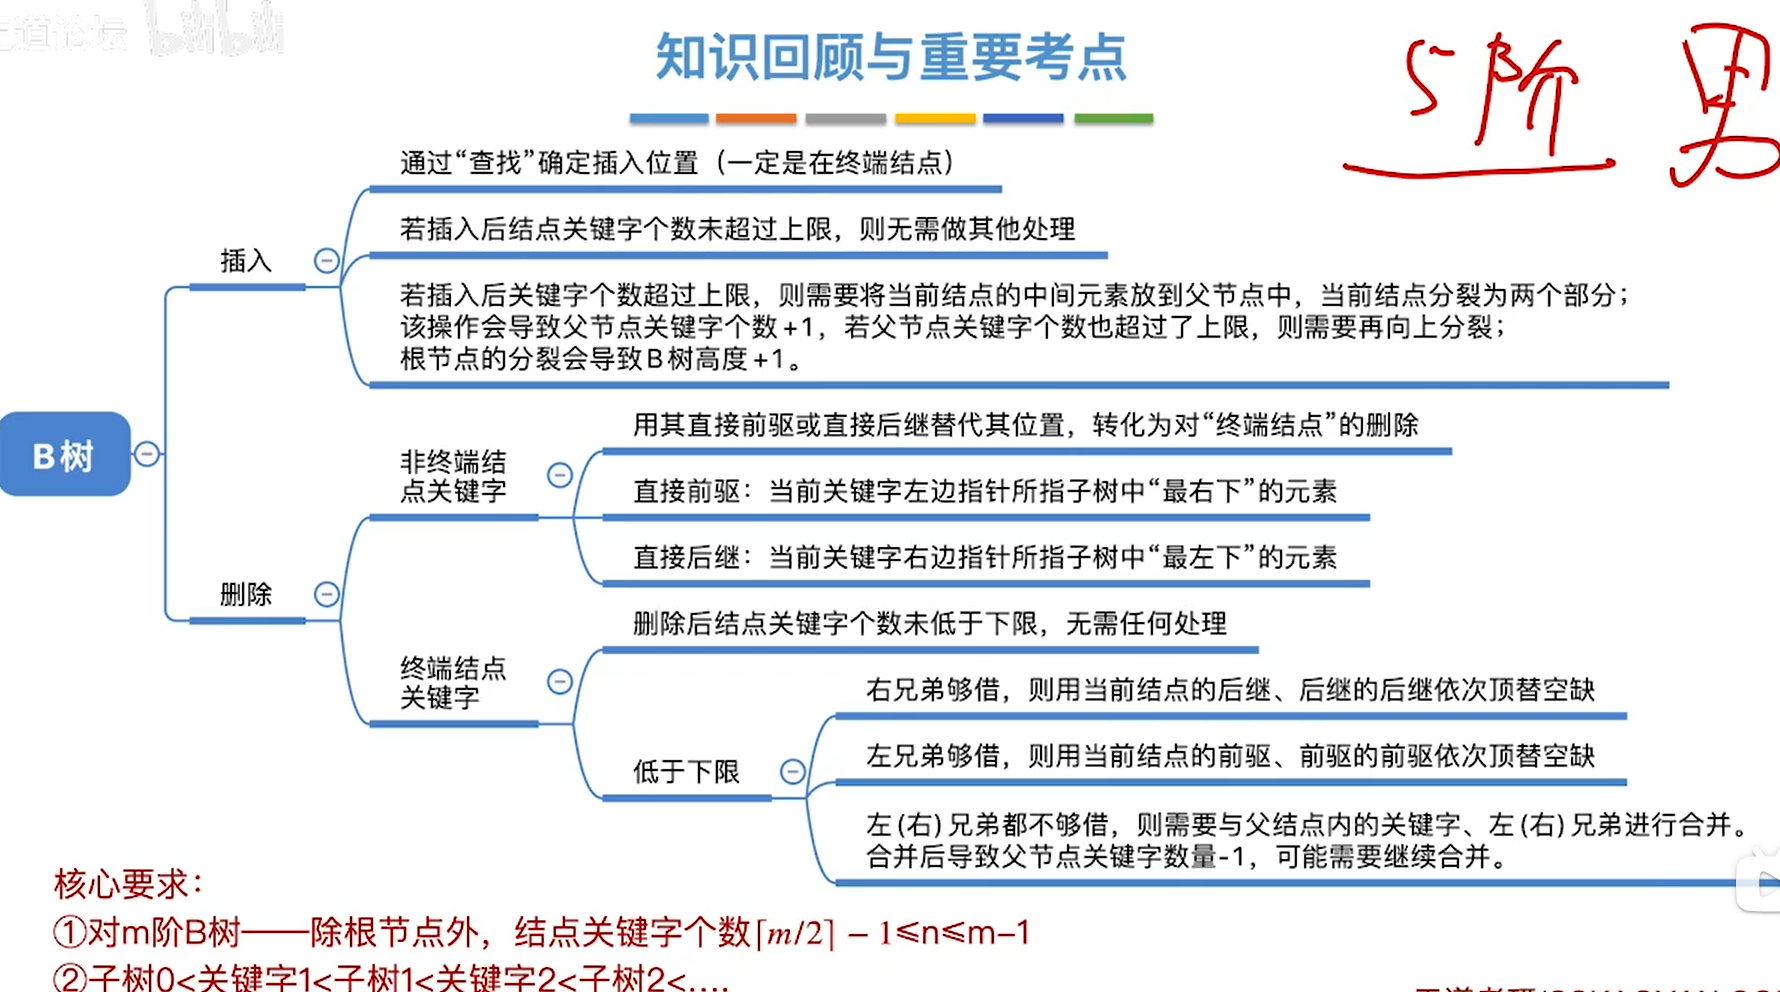 王道论坛 bilibili
知识回顾与重要考点
5阶 男
通过“查找”确定插入位置（一定是在终端结点）
若插入后结点关键字个数未超过上限，则无需做其他处理
插入
若插入后关键字个数超过上限，则需要将当前结点的中间元素放到父节点中，当前结点分裂为两个部分；
该操作会导致父节点关键字个数+1，若父节点关键字个数也超过了上限，则需要再向上分裂；
根节点的分裂会导致B树高度+1。
B树
用其直接前驱或直接后继替代其位置，转化为对“终端结点”的删除
非终端结
点关键字
直接前驱：当前关键字左边指针所指子树中“最右下”的元素
直接后继：当前关键字右边指针所指子树中“最左下”的元素
删除
删除后结点关键字个数未低于下限，无需任何处理
终端结点
关键字
右兄弟够借，则用当前结点的后继、后继的后继依次顶替空缺
左兄弟够借，则用当前结点的前驱、前驱的前驱依次顶替空缺
低于下限
左(右)兄弟都不够借，则需要与父结点内的关键字、左(右)兄弟进行合并。
合并后导致父节点关键字数量-1，可能需要继续合并。
核心要求：
①对m阶B树——除根节点外，结点关键字个数⌈m/2⌉ − 1≤n≤m−1
②子树0<关键字1<子树1<关键字2<子树2<....